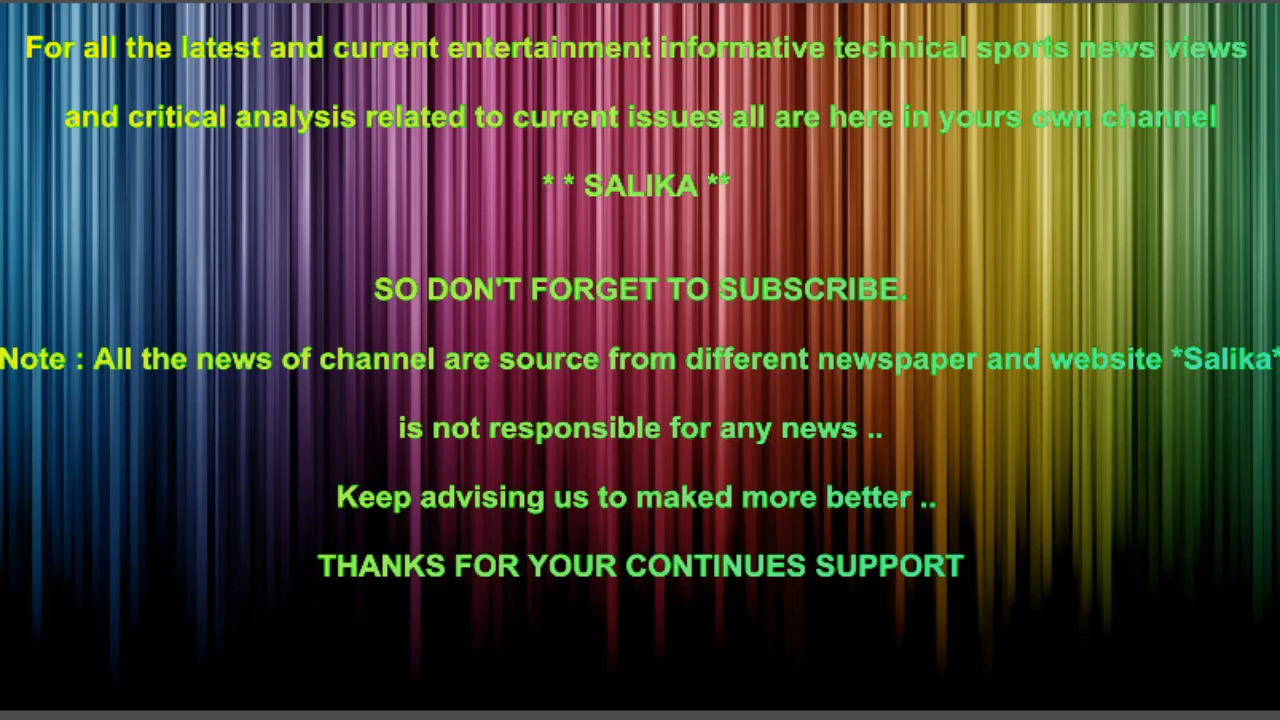 For all the latest and current entertainment informative technical sports news views
and critical analysis related to current issues all are here in yours own channel
* * SALIKA **
SO DON'T FORGET TO SUBSCRIBE.
Note : All the news of channel are source from different newspaper and website *Salika*
is not responsible for any news ..
Keep advising us to maked more better ..
THANKS FOR YOUR CONTINUES SUPPORT